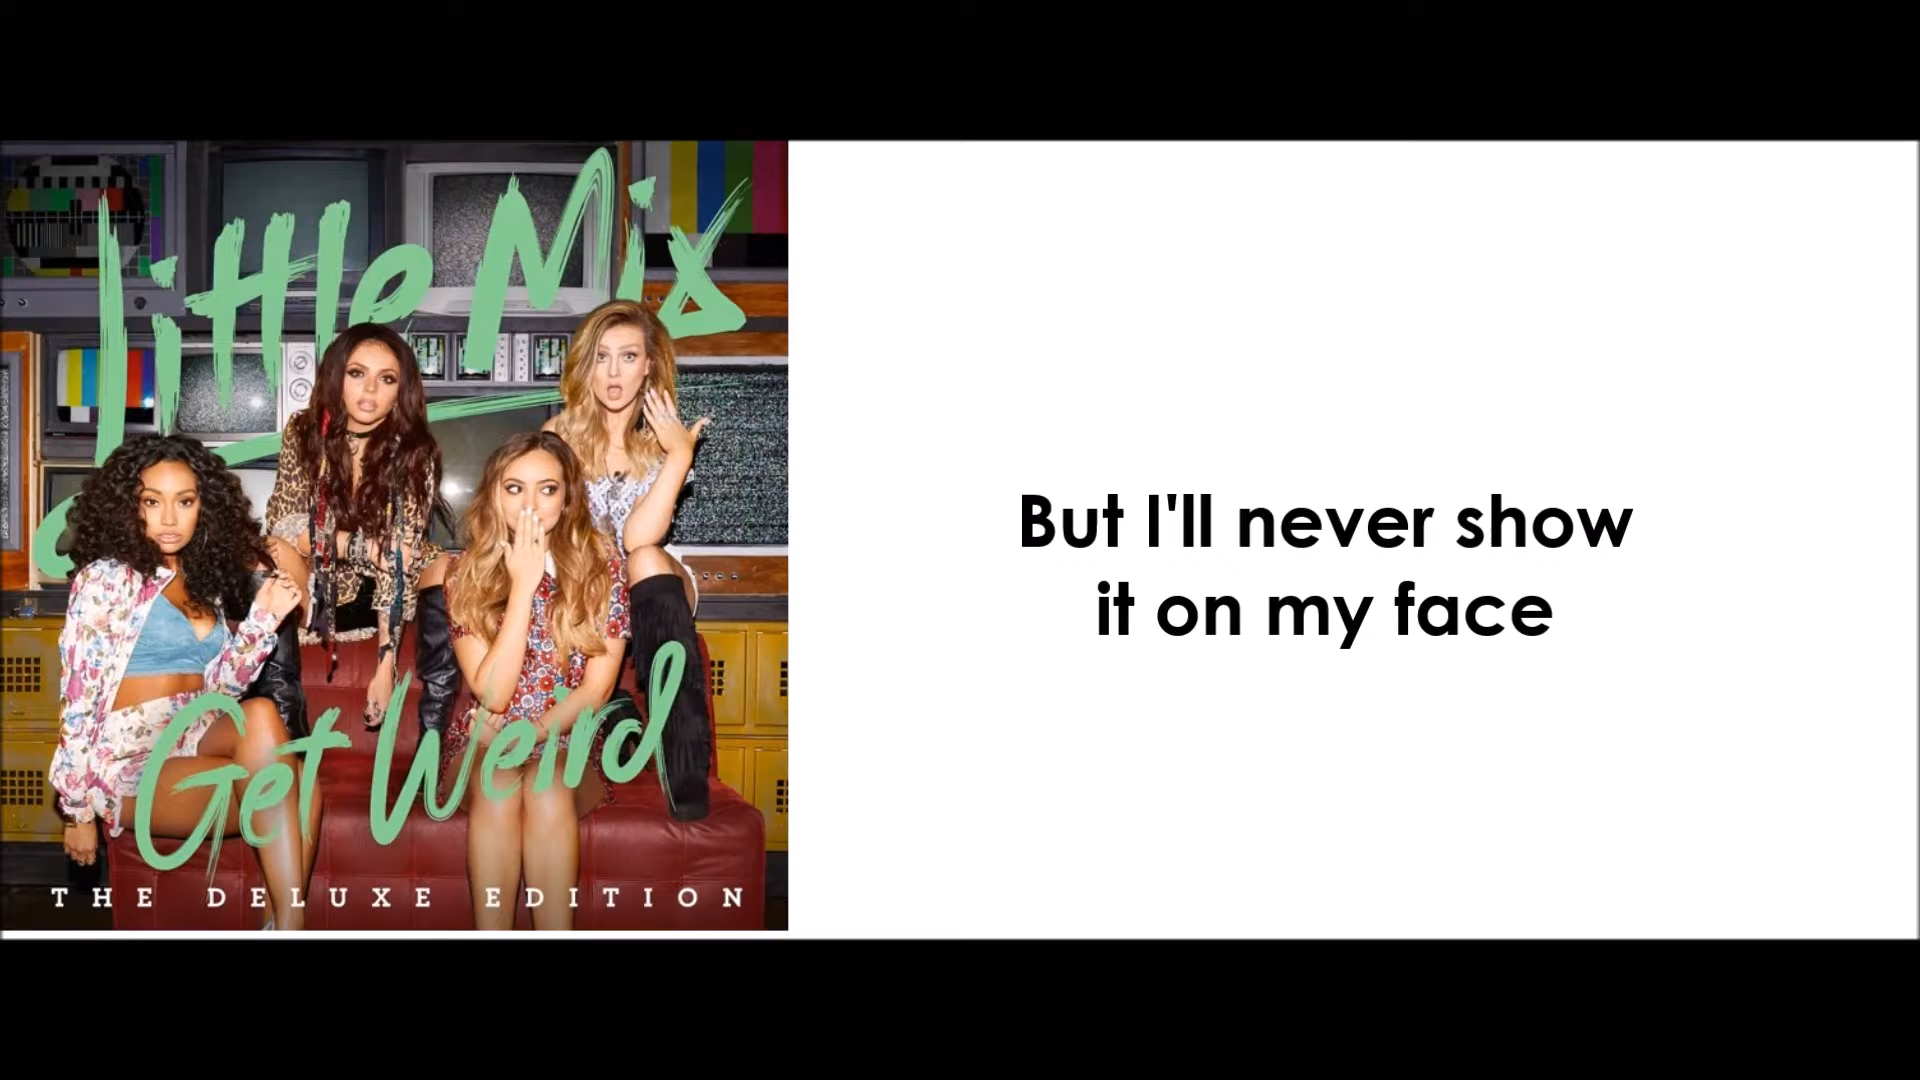 Little Mix
Get Weird
THE DELUXE EDITION
But I'll never show
it on my face